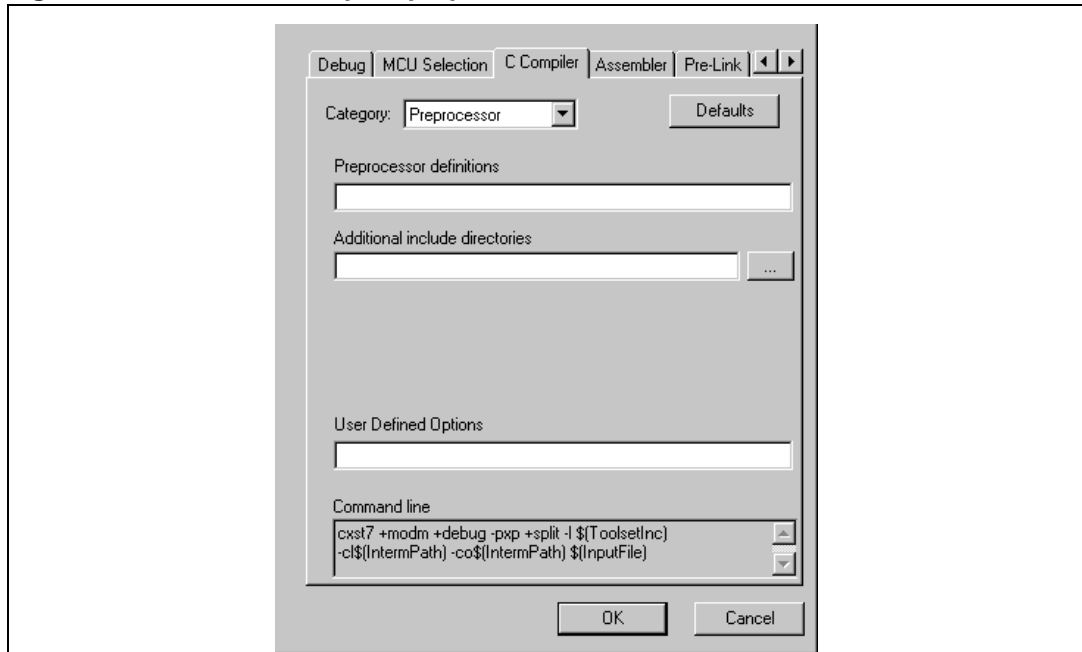 Debug MCU Selection C Compiler Assembler Pre-Link
Category: Preprocessor Defaults
Preprocessor definitions
Additional include directories
...
User Defined Options
Command line
cxst7 +modm +debug -pxp +split -l $(ToolsetInc)
-cl$(IntermPath) -co$(IntermPath) $(InputFile)
OK Cancel